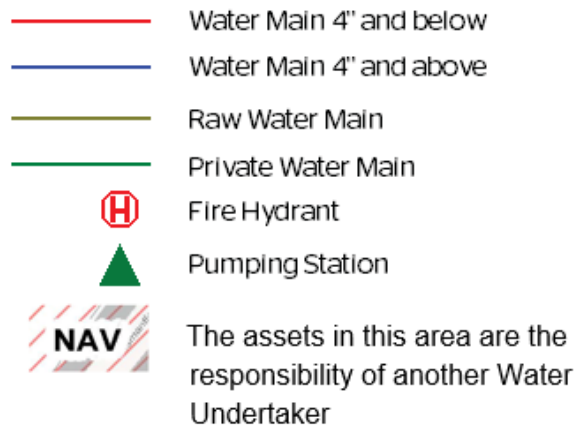 Water Main 4" and below
Water Main 4" and above
Raw Water Main
Private Water Main
H Fire Hydrant
Pumping Station
NAV The assets in this area are the
responsibility of another Water
Undertaker